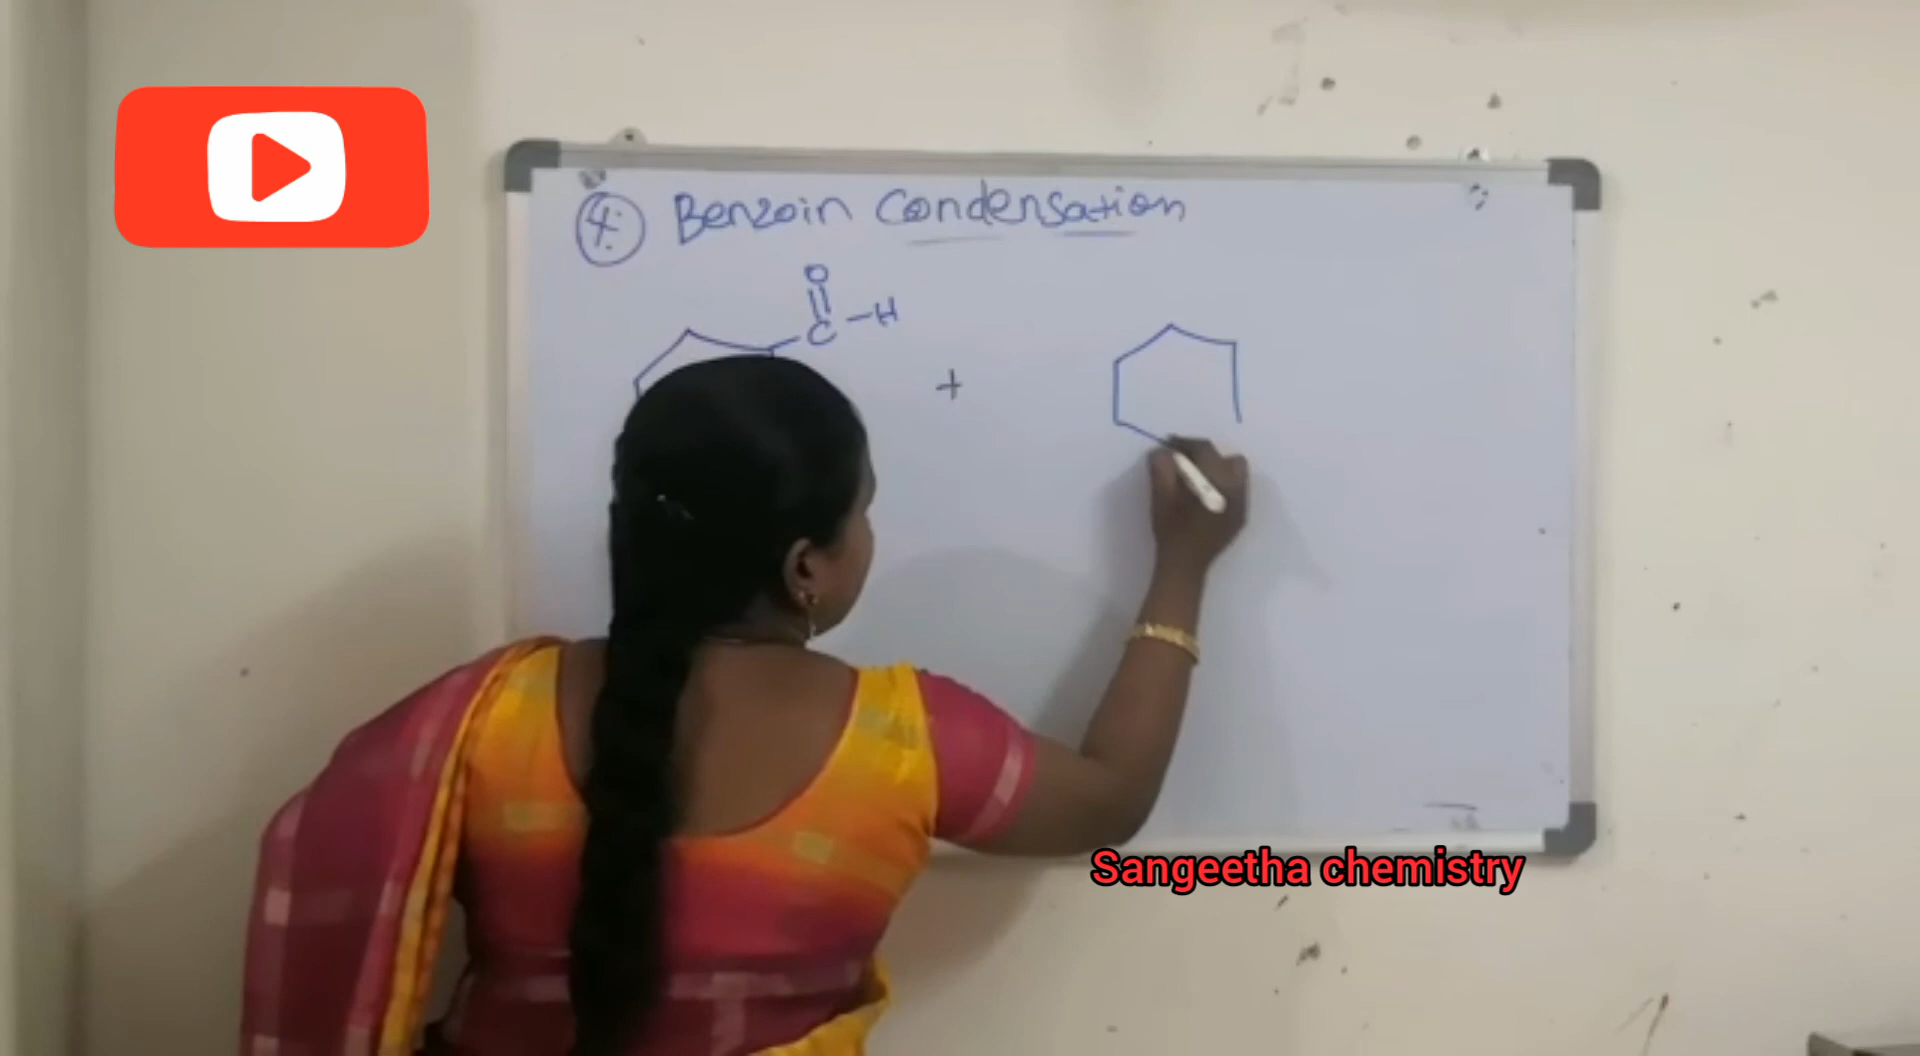 4. Benzoin Condensation
O
C -H
+
Sangeetha chemistry